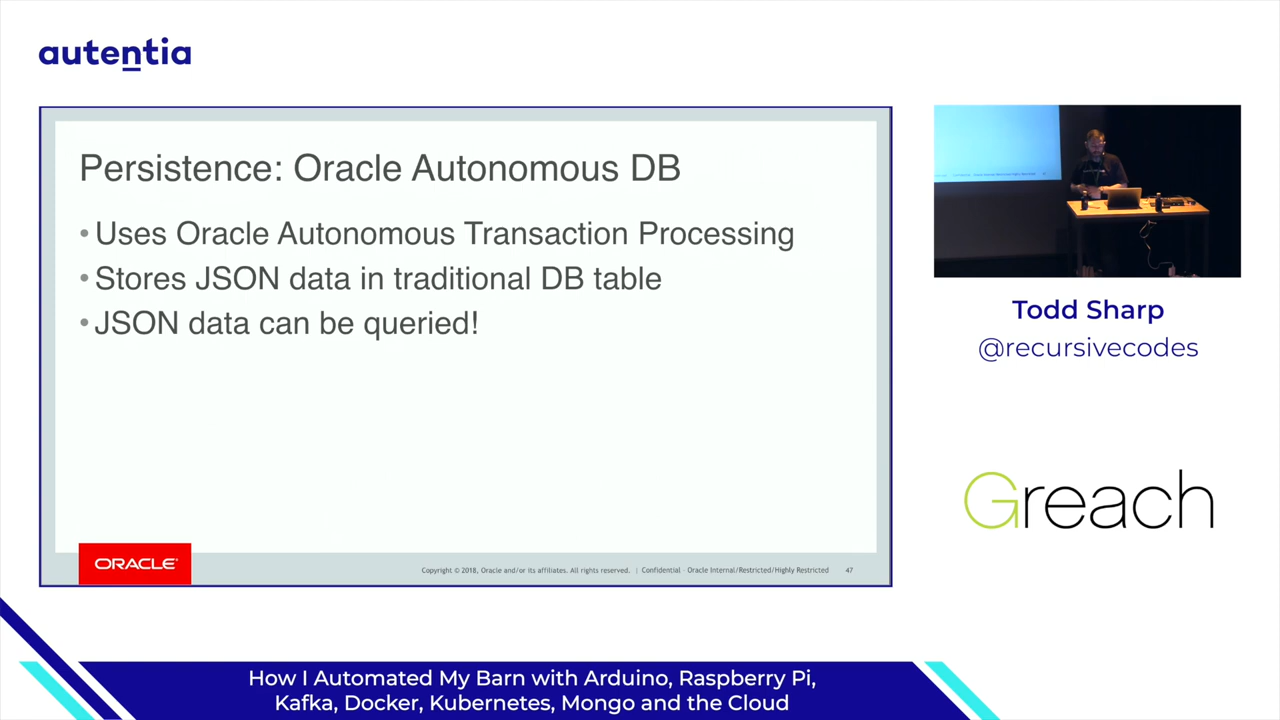 autentia
Persistence: Oracle Autonomous DB
• Uses Oracle Autonomous Transaction Processing
• Stores JSON data in traditional DB table
• JSON data can be queried!
ORACLE®
Copyright © 2018, Oracle and/or its affiliates. All rights reserved. | Confidential - Oracle Internal/Restricted/Highly Restricted 47
Todd Sharp
@recursivecodes
Greach
How I Automated My Barn with Arduino, Raspberry Pi,
Kafka, Docker, Kubernetes, Mongo and the Cloud